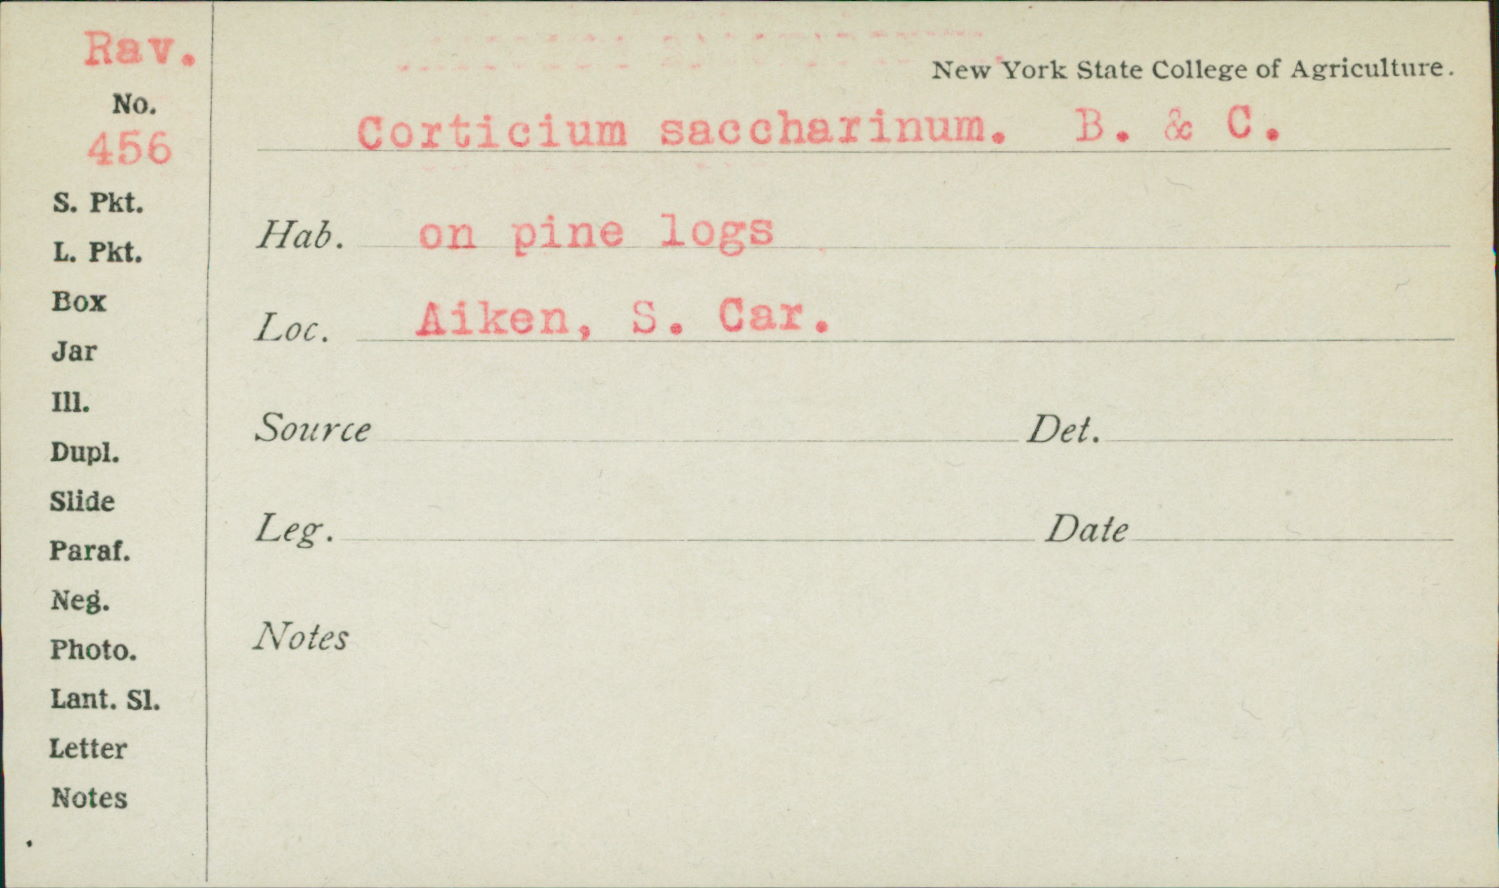 Rav.
New York State College of Agriculture.
No.
456
Corticium saccharinum. B. & C.
S. Pkt.
Hab. on pine logs
L. Pkt.
Box
Loc. Aiken, S. Car.
Jar
Ill.
Source Det.
Dupl.
Slide
Leg. Date
Paraf.
Neg.
Notes
Photo.
Lant. Sl.
Letter
Notes